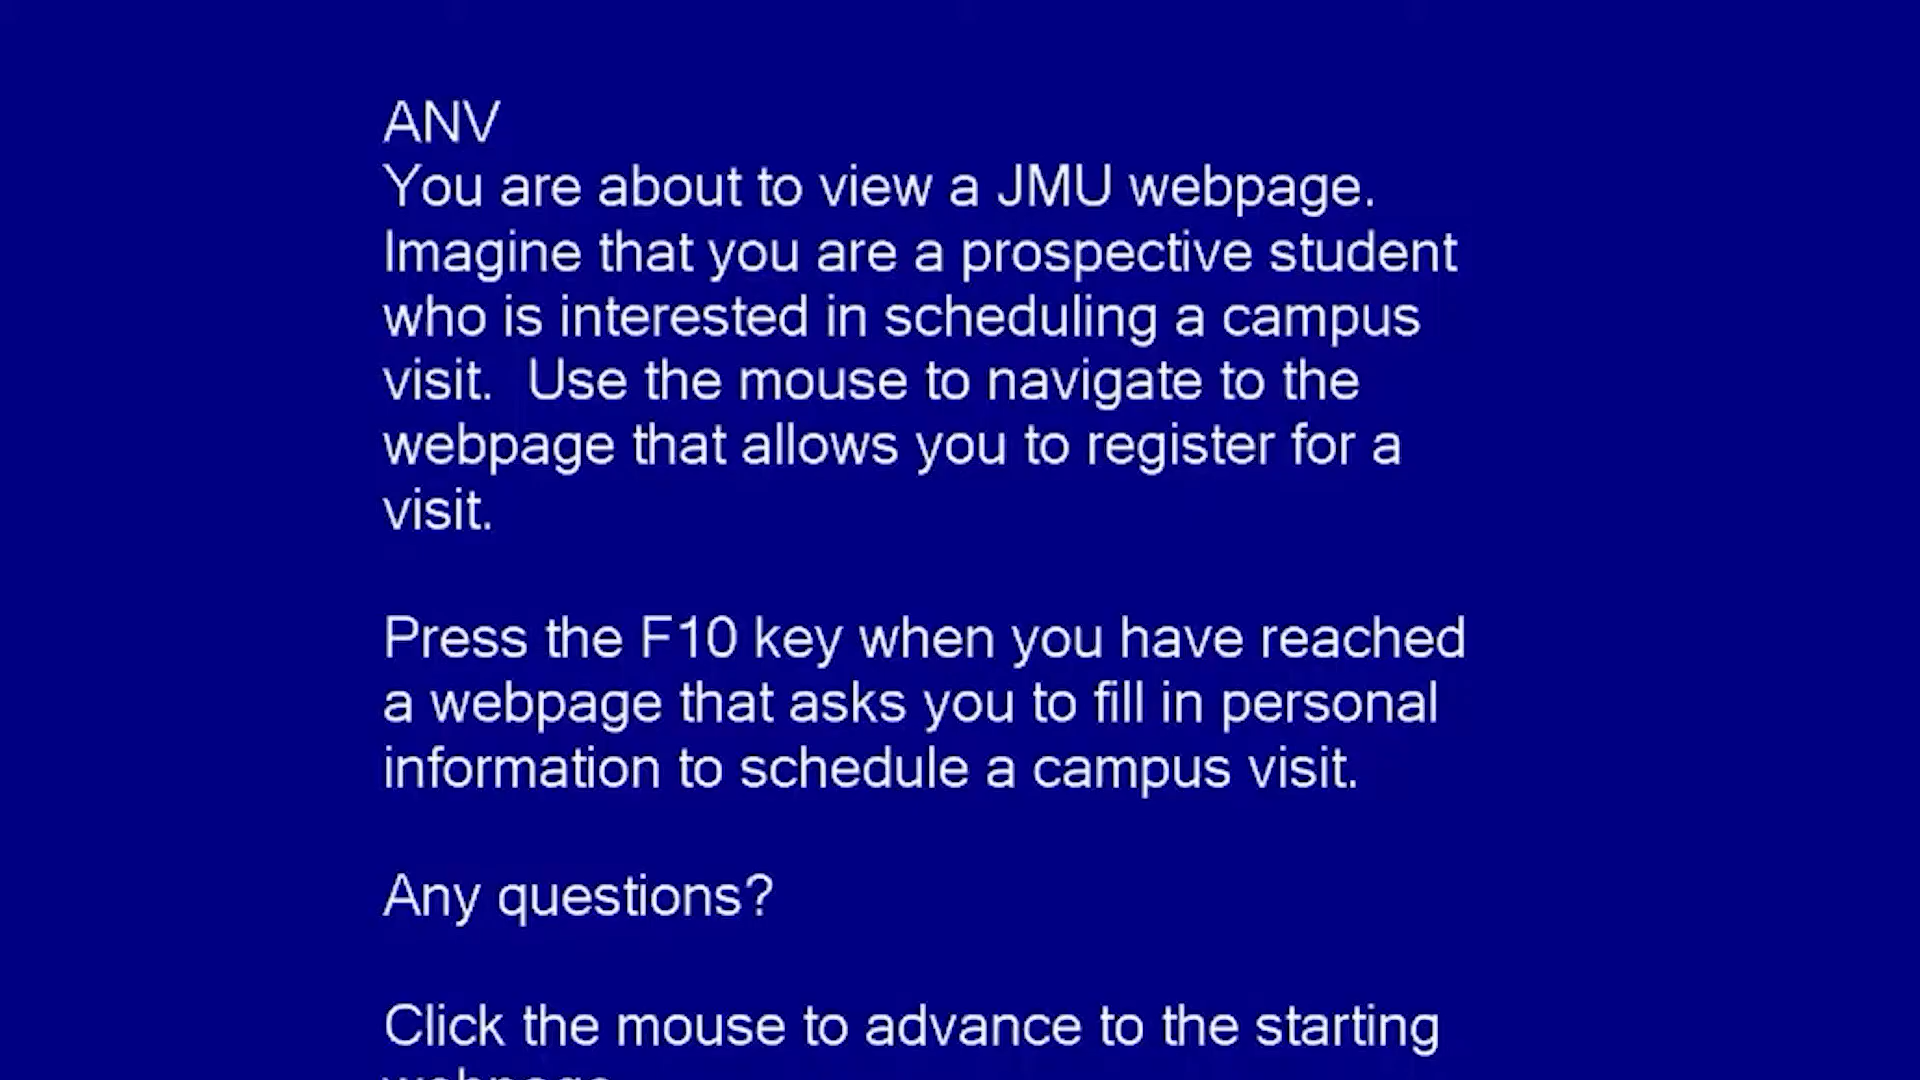 ANV
You are about to view a JMU webpage.
Imagine that you are a prospective student
who is interested in scheduling a campus
visit.  Use the mouse to navigate to the
webpage that allows you to register for a
visit.
Press the F10 key when you have reached
a webpage that asks you to fill in personal
information to schedule a campus visit.
Any questions?
Click the mouse to advance to the starting